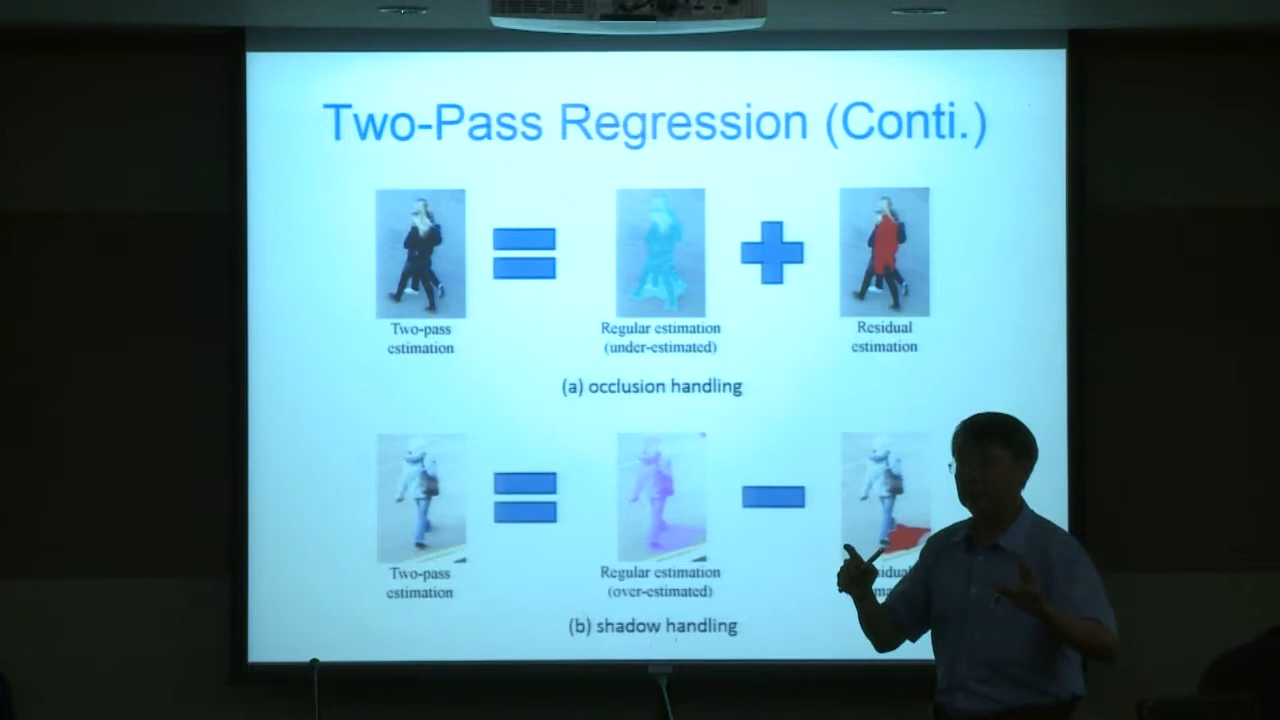 Two-Pass Regression (Conti.)
Two-pass
estimation
Regular estimation
(under-estimated)
Residual
estimation
(a) occlusion handling
Two-pass
estimation
Regular estimation
(over-estimated)
(b) shadow handling